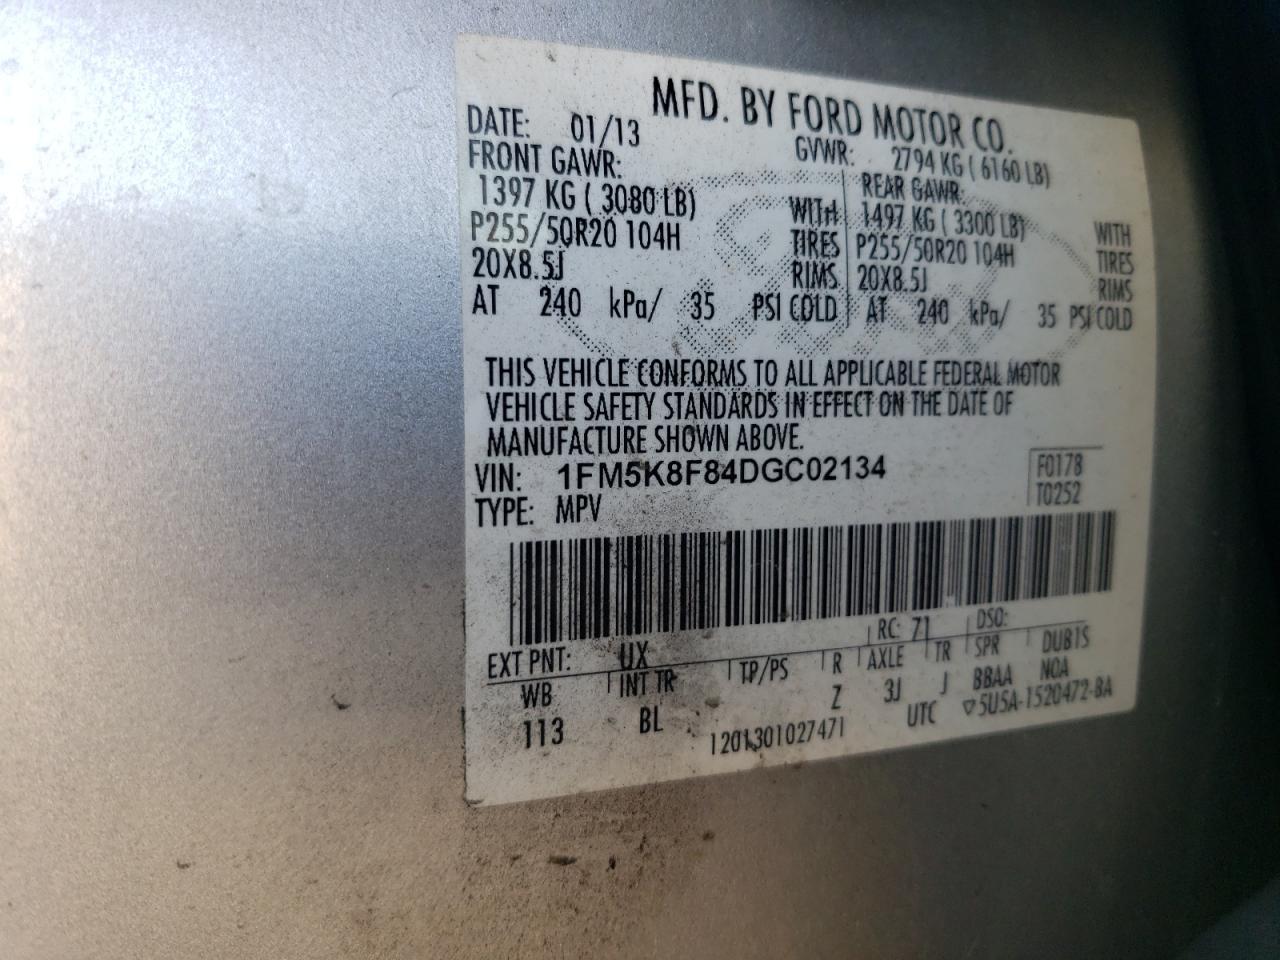 MFD. BY FORD MOTOR CO.
DATE: 01/13 GVWR: 2794 KG ( 6160 LB)
FRONT GAWR: REAR GAWR:
1397 KG ( 3080 LB) WITH 1497 KG ( 3300 LB) WITH
P255/50R20 104H TIRES P255/50R20 104H TIRES
20X8.5J RIMS 20X8.5J RIMS
AT 240 kPa/ 35 PSI COLD AT 240 kPa/ 35 PSI COLD
THIS VEHICLE CONFORMS TO ALL APPLICABLE FEDERAL MOTOR
VEHICLE SAFETY STANDARDS IN EFFECT ON THE DATE OF
MANUFACTURE SHOWN ABOVE.
VIN: 1FM5K8F84DGC02134 F0178
TYPE: MPV T0252
EXT PNT: UX RC: 71 DSO:
WB INT TR TP/PS R AXLE TR SPR DUB1S
113 BL Z 3J J BBAA NOA
1201301027471 UTC ▽5U5A-1520472-BA